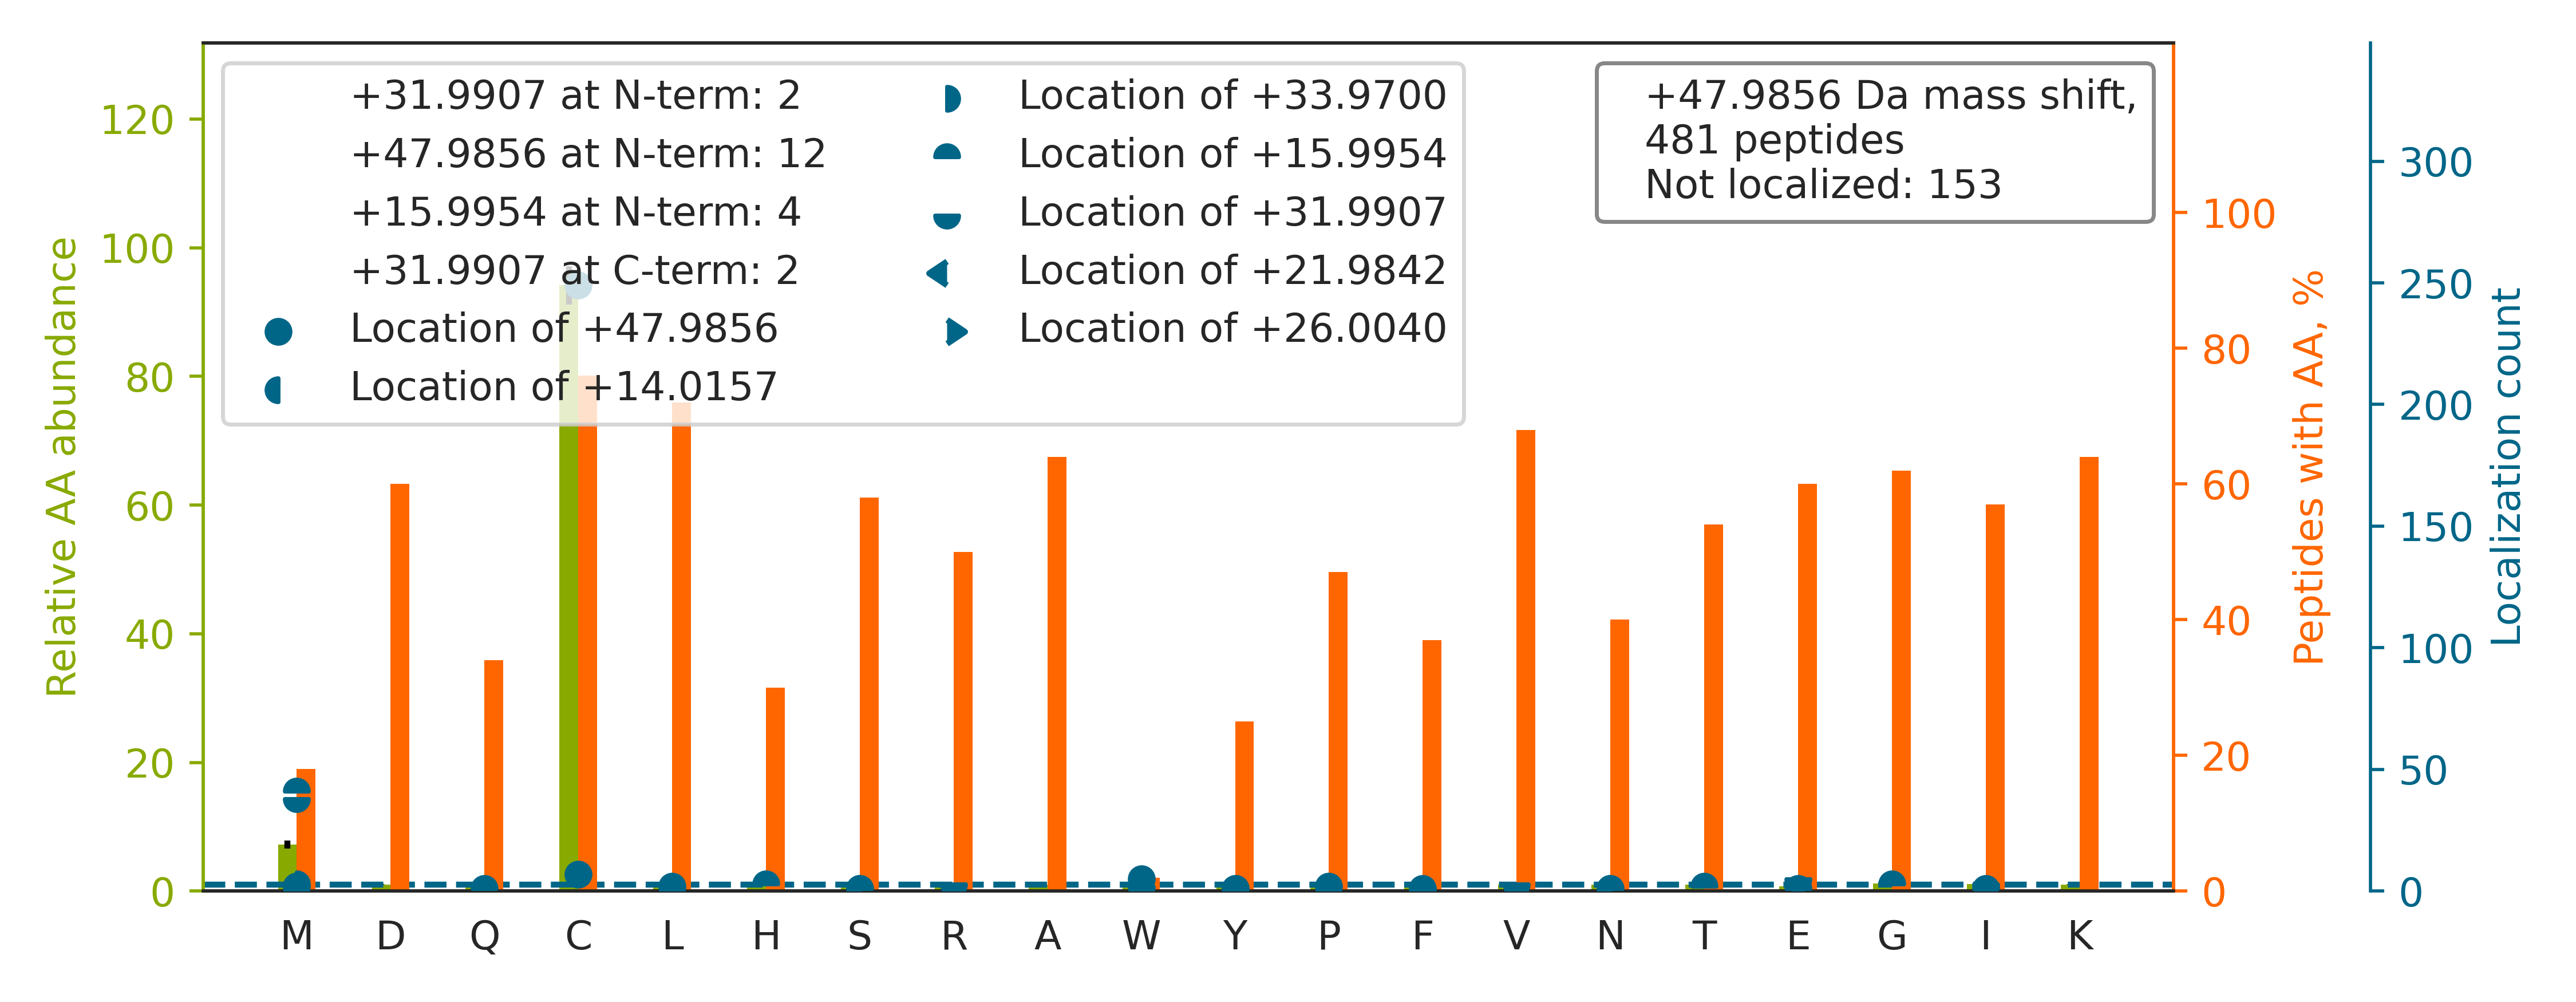 +31.9907 at N-term: 2
+47.9856 at N-term: 12
+15.9954 at N-term: 4
+31.9907 at C-term: 2
Location of +47.9856
Location of +14.0157
Location of +33.9700
Location of +15.9954
Location of +31.9907
Location of +21.9842
Location of +26.0040
+47.9856 Da mass shift,
481 peptides
Not localized: 153
Relative AA abundance
120
100
80
60
40
20
0
Peptides with AA, %
100
80
60
40
20
0
Localization count
300
250
200
150
100
50
0
M D Q C L H S R A W Y P F V N T E G I K